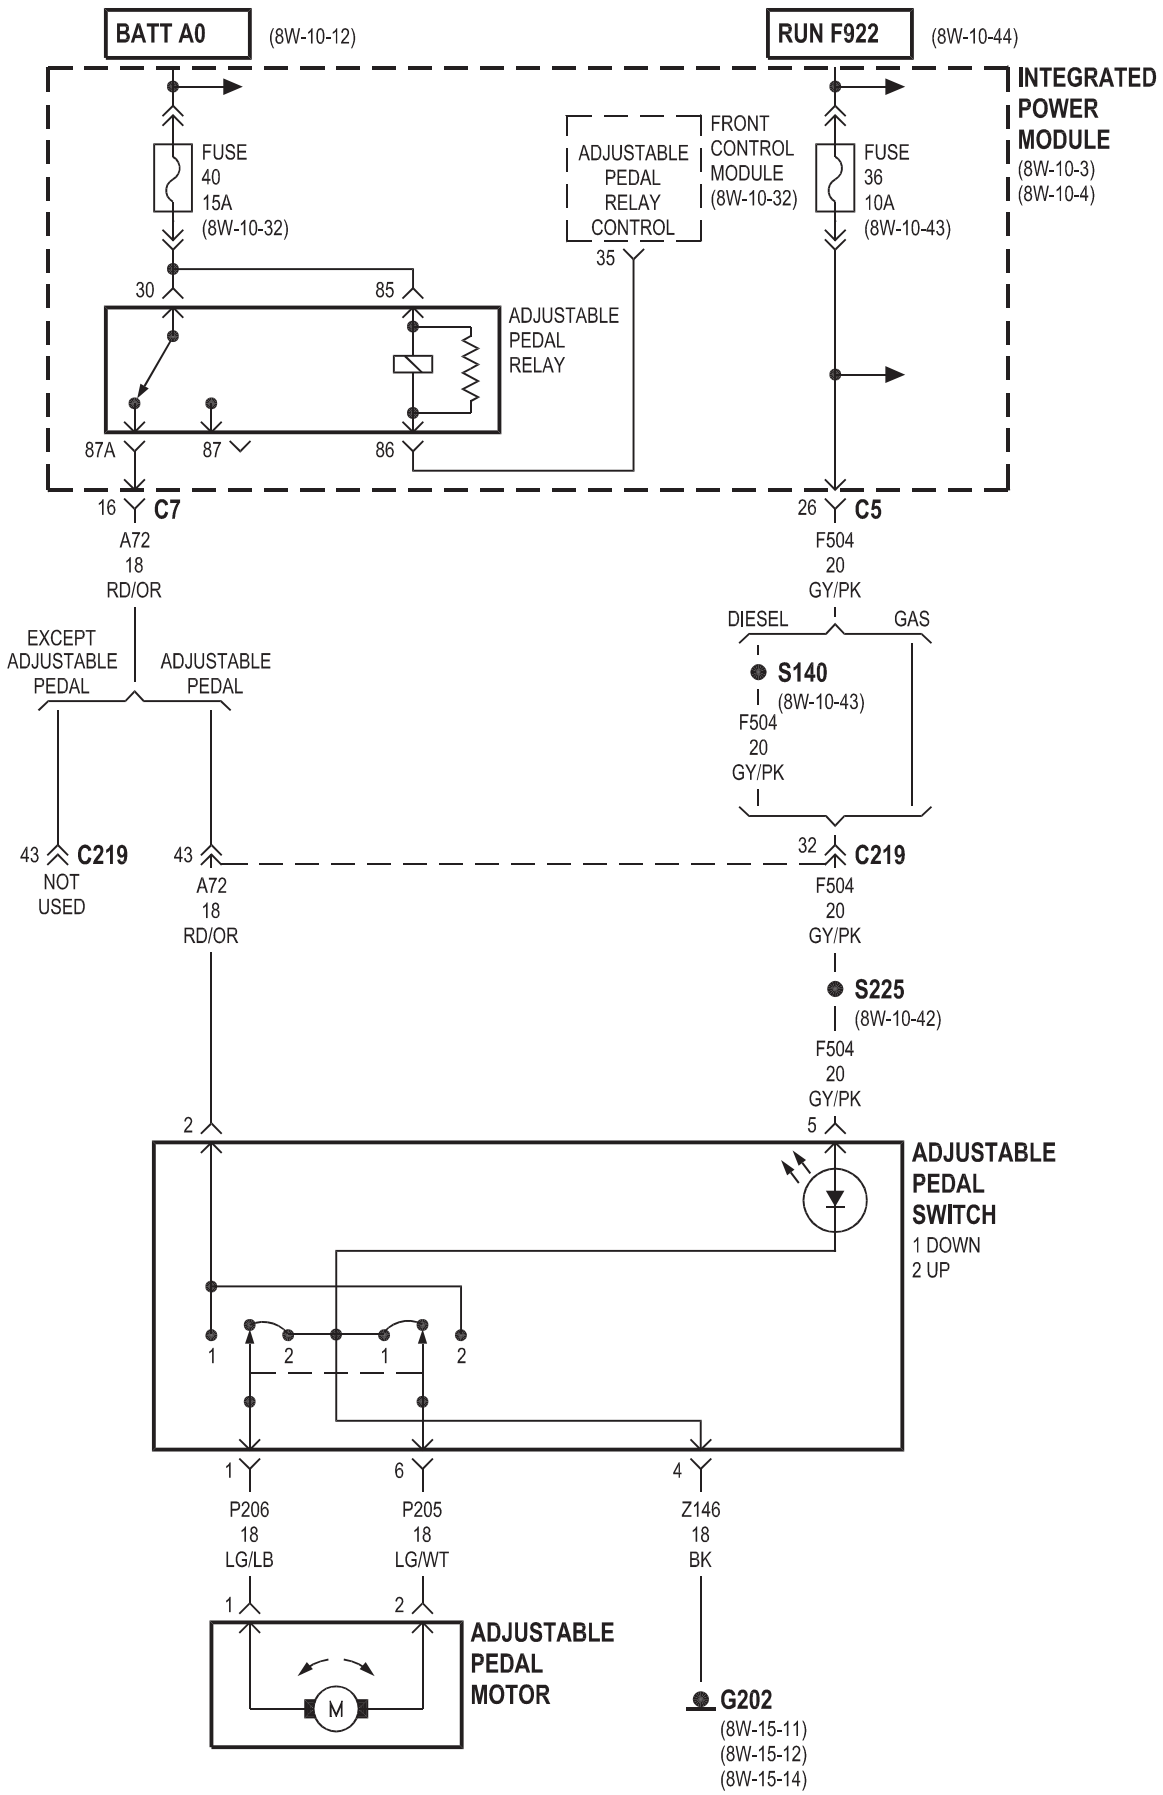 BATT A0
(8W-10-12)
RUN F922
(8W-10-44)
INTEGRATED
POWER
MODULE
(8W-10-3)
(8W-10-4)
FUSE
40
15A
(8W-10-32)
ADJUSTABLE
PEDAL
RELAY
CONTROL
FRONT
CONTROL
MODULE
(8W-10-32)
35
FUSE
36
10A
(8W-10-43)
30
85
ADJUSTABLE
PEDAL
RELAY
87A
87
86
16
C7
A72
18
RD/OR
26
C5
F504
20
GY/PK
EXCEPT
ADJUSTABLE
PEDAL
ADJUSTABLE
PEDAL
DIESEL
GAS
S140
(8W-10-43)
F504
20
GY/PK
43
C219
NOT
USED
43
A72
18
RD/OR
32
C219
F504
20
GY/PK
S225
(8W-10-42)
F504
20
GY/PK
2
5
ADJUSTABLE
PEDAL
SWITCH
1 DOWN
2 UP
1
2
1
2
1
6
4
P206
18
LG/LB
P205
18
LG/WT
Z146
18
BK
1
2
ADJUSTABLE
PEDAL
MOTOR
M
G202
(8W-15-11)
(8W-15-12)
(8W-15-14)